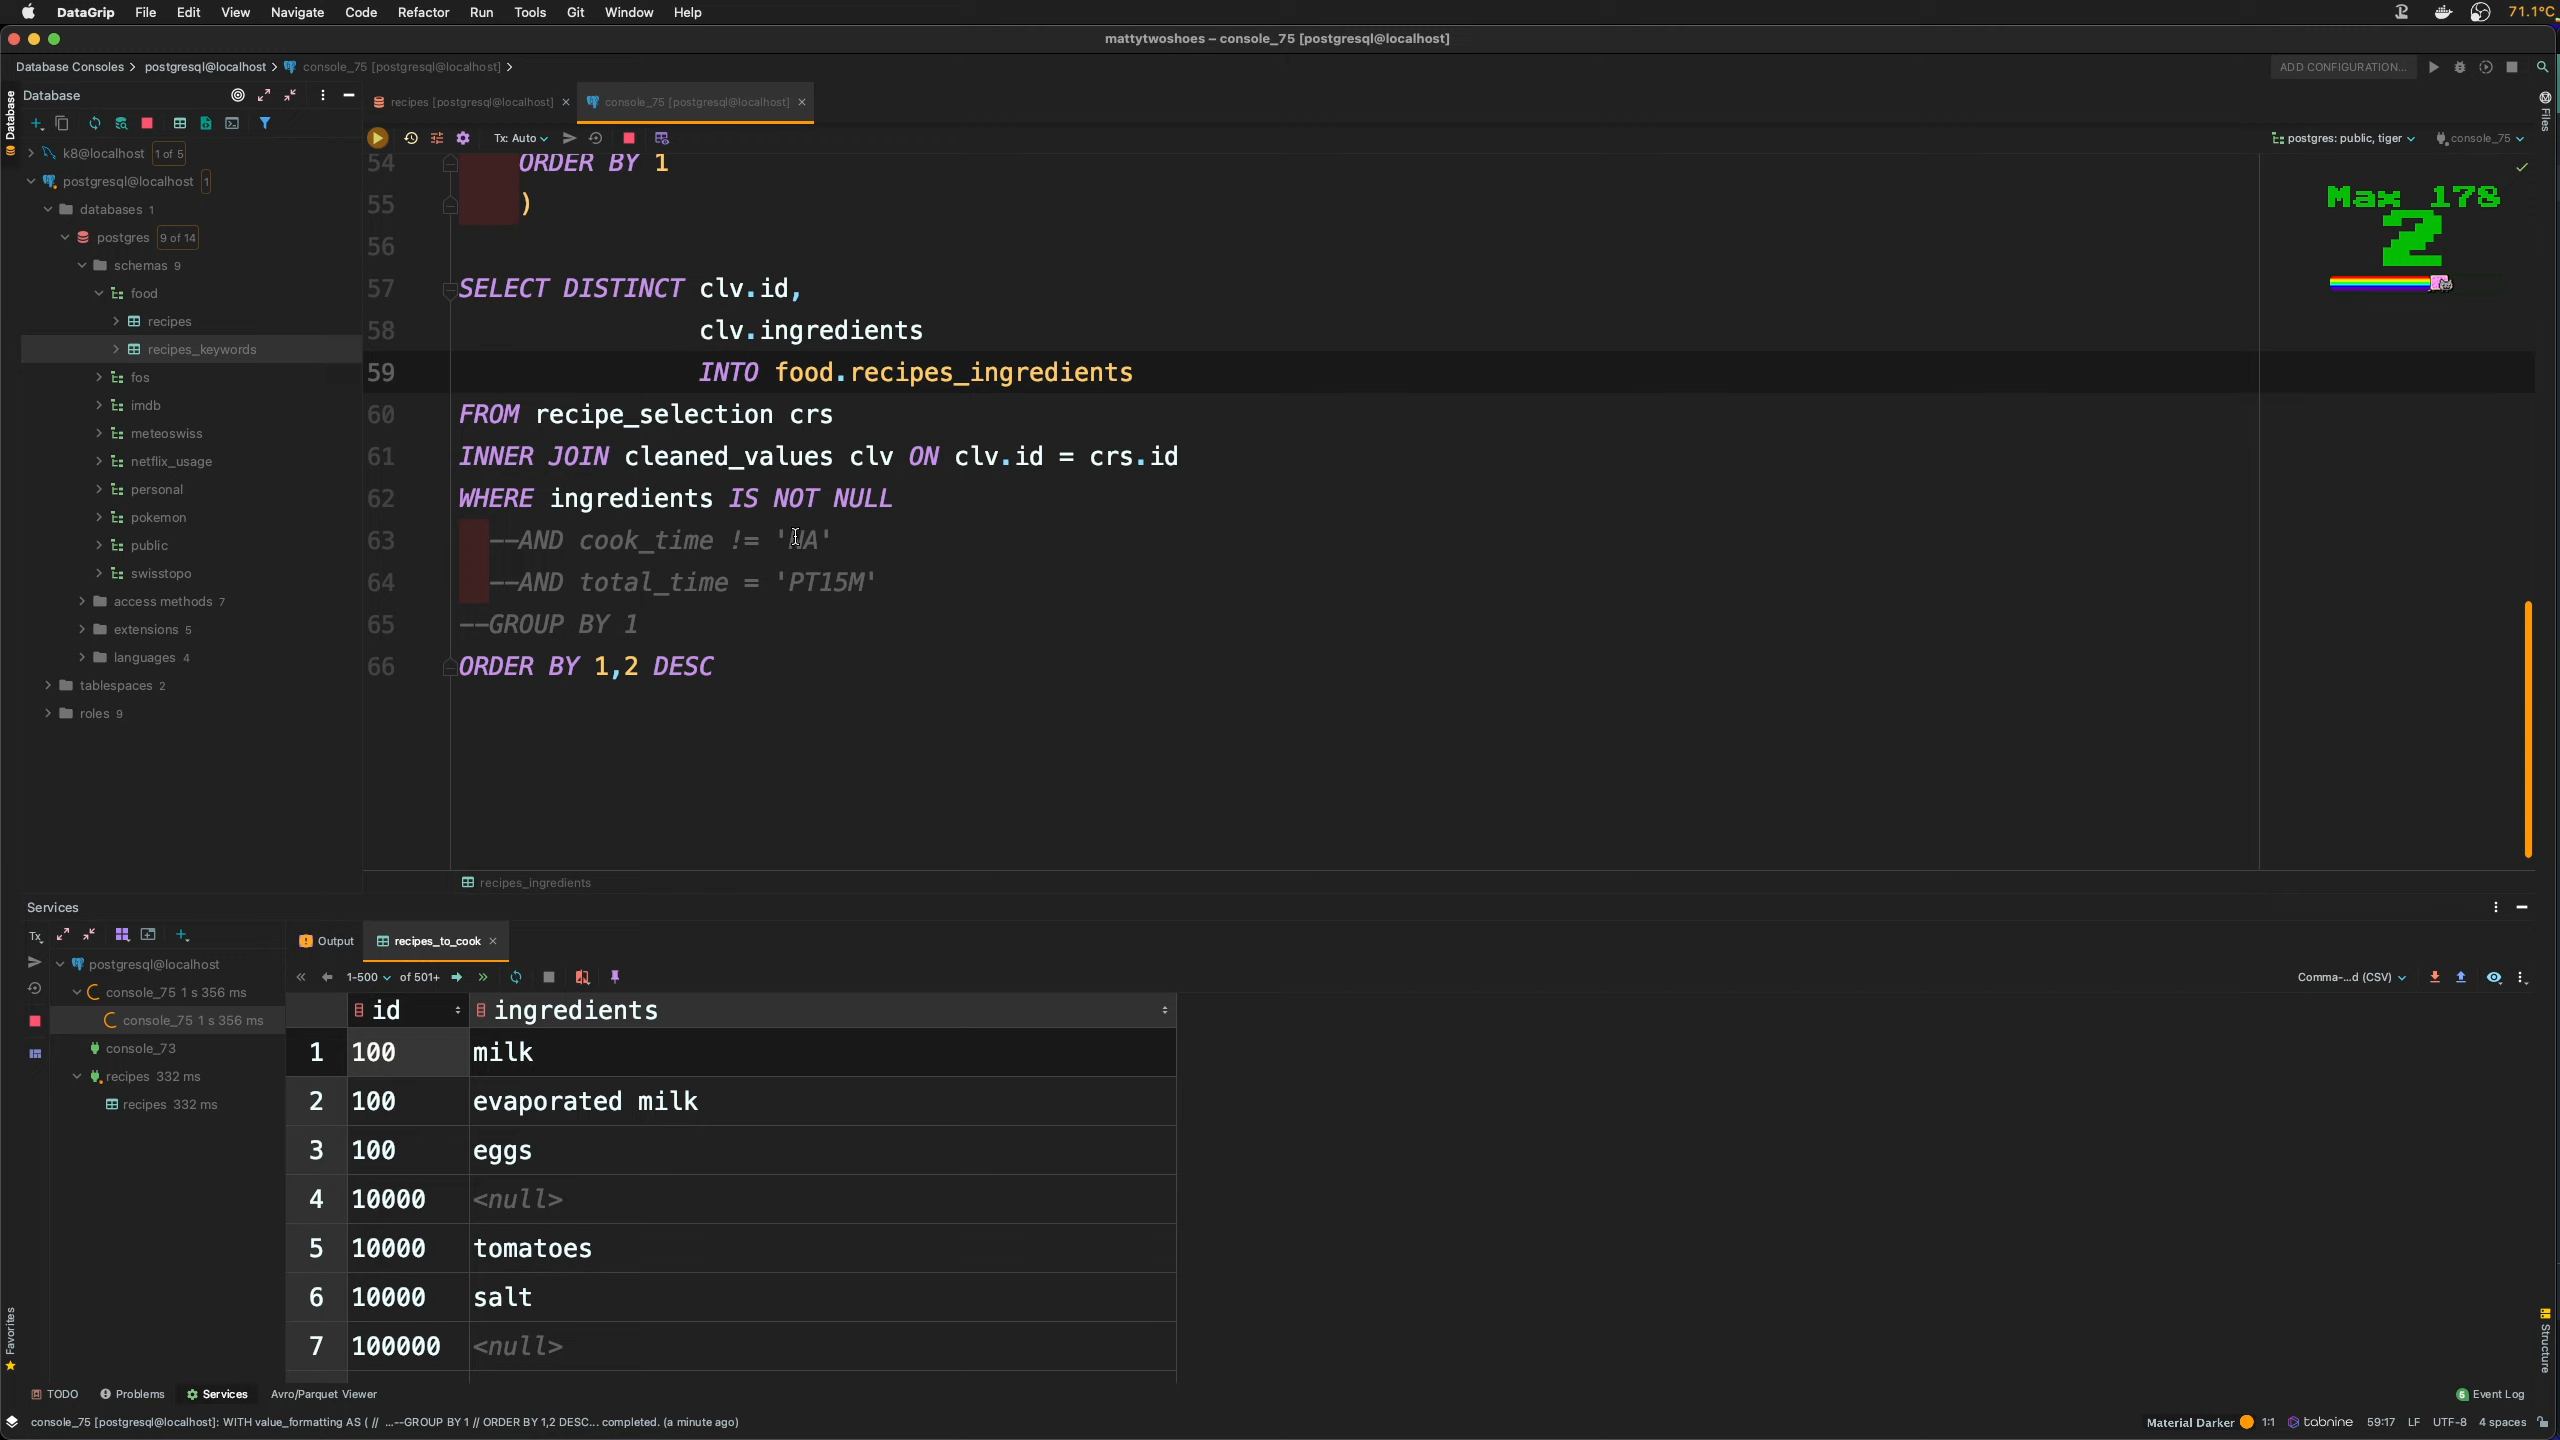 DataGrip File Edit View Navigate Code Refactor Run Tools Git Window Help
71.1°C
mattytwoshoes – console_75 [postgresql@localhost]
Database Consoles postgresql@localhost console_75 [postgresql@localhost]
ADD CONFIGURATION...
Database
recipes [postgresql@localhost]
console_75 [postgresql@localhost]
Tx: Auto
postgres: public, tiger
console_75
Database
Files
k8@localhost 1 of 5
postgresql@localhost 1
databases 1
postgres 9 of 14
schemas 9
food
recipes
recipes_keywords
fos
imdb
meteoswiss
netflix_usage
personal
pokemon
public
swisstopo
access methods 7
extensions 5
languages 4
tablespaces 2
roles 9
54 ORDER BY 1
55 )
56
57 SELECT DISTINCT clv.id,
58 clv.ingredients
59 INTO food.recipes_ingredients
60 FROM recipe_selection crs
61 INNER JOIN cleaned_values clv ON clv.id = crs.id
62 WHERE ingredients IS NOT NULL
63 --AND cook_time != 'NA'
64 --AND total_time = 'PT15M'
65 --GROUP BY 1
66 ORDER BY 1,2 DESC
Max 178
2
recipes_ingredients
Services
Tx
postgresql@localhost
console_75 1 s 356 ms
console_75 1 s 356 ms
console_73
recipes 332 ms
recipes 332 ms
Output
recipes_to_cook
1-500 of 501+
Comma-...d (CSV)
id ingredients
1 100 milk
2 100 evaporated milk
3 100 eggs
4 10000 <null>
5 10000 tomatoes
6 10000 salt
7 100000 <null>
Favorites
Structure
TODO Problems Services Avro/Parquet Viewer
5 Event Log
console_75 [postgresql@localhost]: WITH value_formatting AS ( // ...--GROUP BY 1 // ORDER BY 1,2 DESC... completed. (a minute ago)
Material Darker 1:1 tabnine 59:17 LF UTF-8 4 spaces